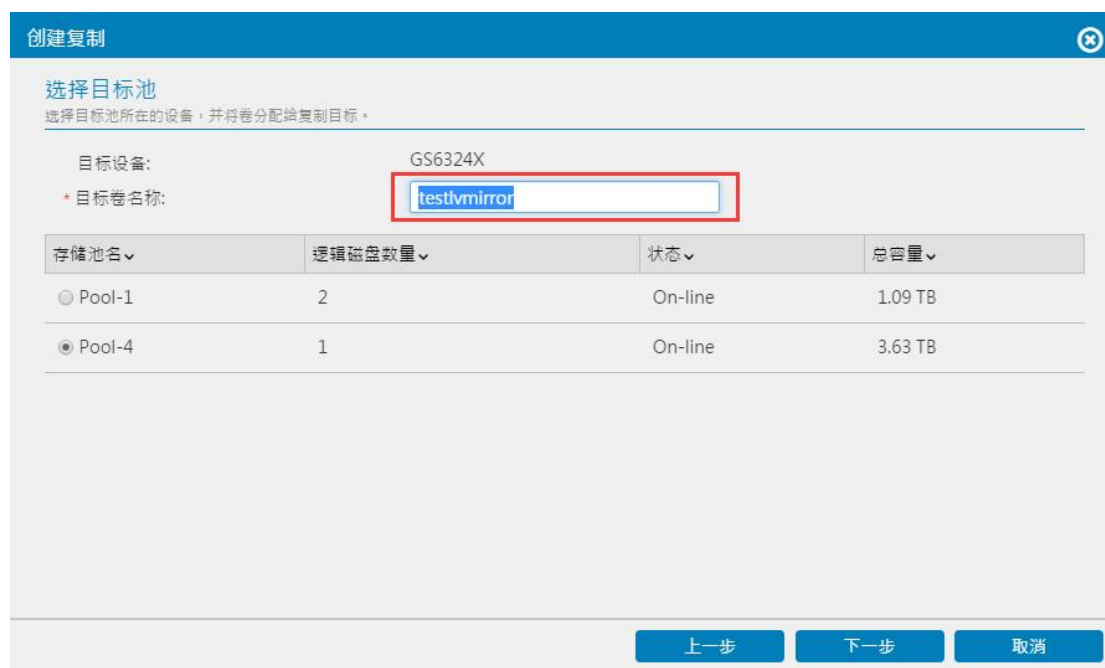 创建复制
选择目标池
选择目标池所在的设备，并将卷分配给复制目标。
目标设备: GS6324X
* 目标卷名称: testlvmirror
存储池名 逻辑磁盘数量 状态 总容量
Pool-1 2 On-line 1.09 TB
Pool-4 1 On-line 3.63 TB
上一步 下一步 取消